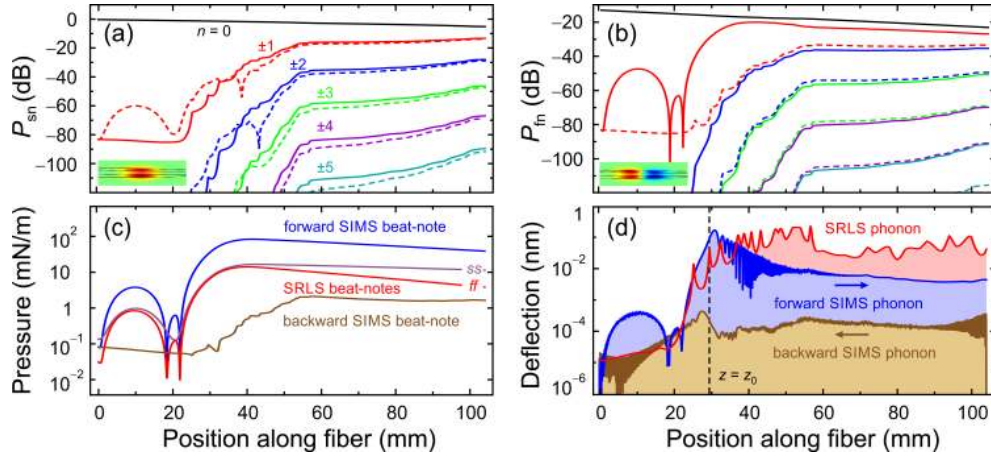 (a)
n = 0
±1
±2
±3
±4
±5
P_sn (dB)
0
−20
−40
−60
−80
−100
(b)
P_fn (dB)
−20
−40
−60
−80
−100
(c)
forward SIMS beat-note
ss
SRLS beat-notes
ff
backward SIMS beat-note
Pressure (mN/m)
10²
10
1
10⁻¹
10⁻²
0 20 40 60 80 100
Position along fiber (mm)
(d)
SRLS phonon
forward SIMS phonon
backward SIMS phonon
z = z₀
Deflection (nm)
1
10⁻²
10⁻⁴
10⁻⁶
0 20 40 60 80 100
Position along fiber (mm)